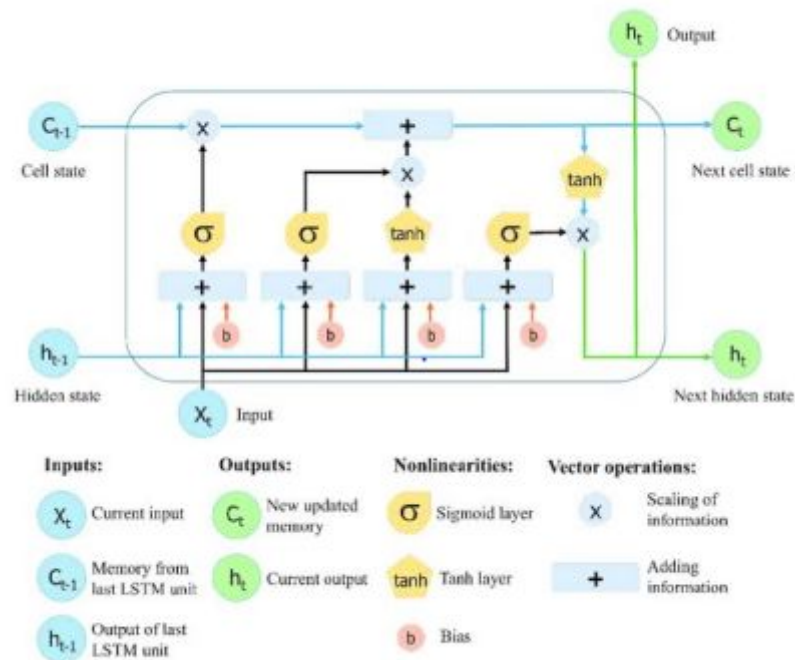 hₜ Output
Cₜ₋₁ × + Cₜ
Cell state Next cell state
tanh
×
σ σ tanh σ ×
+ + + +
b b b b
hₜ₋₁ hₜ
Hidden state Next hidden state
Xₜ Input
Inputs: Outputs: Nonlinearities: Vector operations:
Xₜ Current input
Cₜ New updated
memory
σ Sigmoid layer
× Scaling of
information
Cₜ₋₁ Memory from
last LSTM unit
hₜ Current output
tanh Tanh layer
+ Adding
information
hₜ₋₁ Output of last
LSTM unit
b Bias